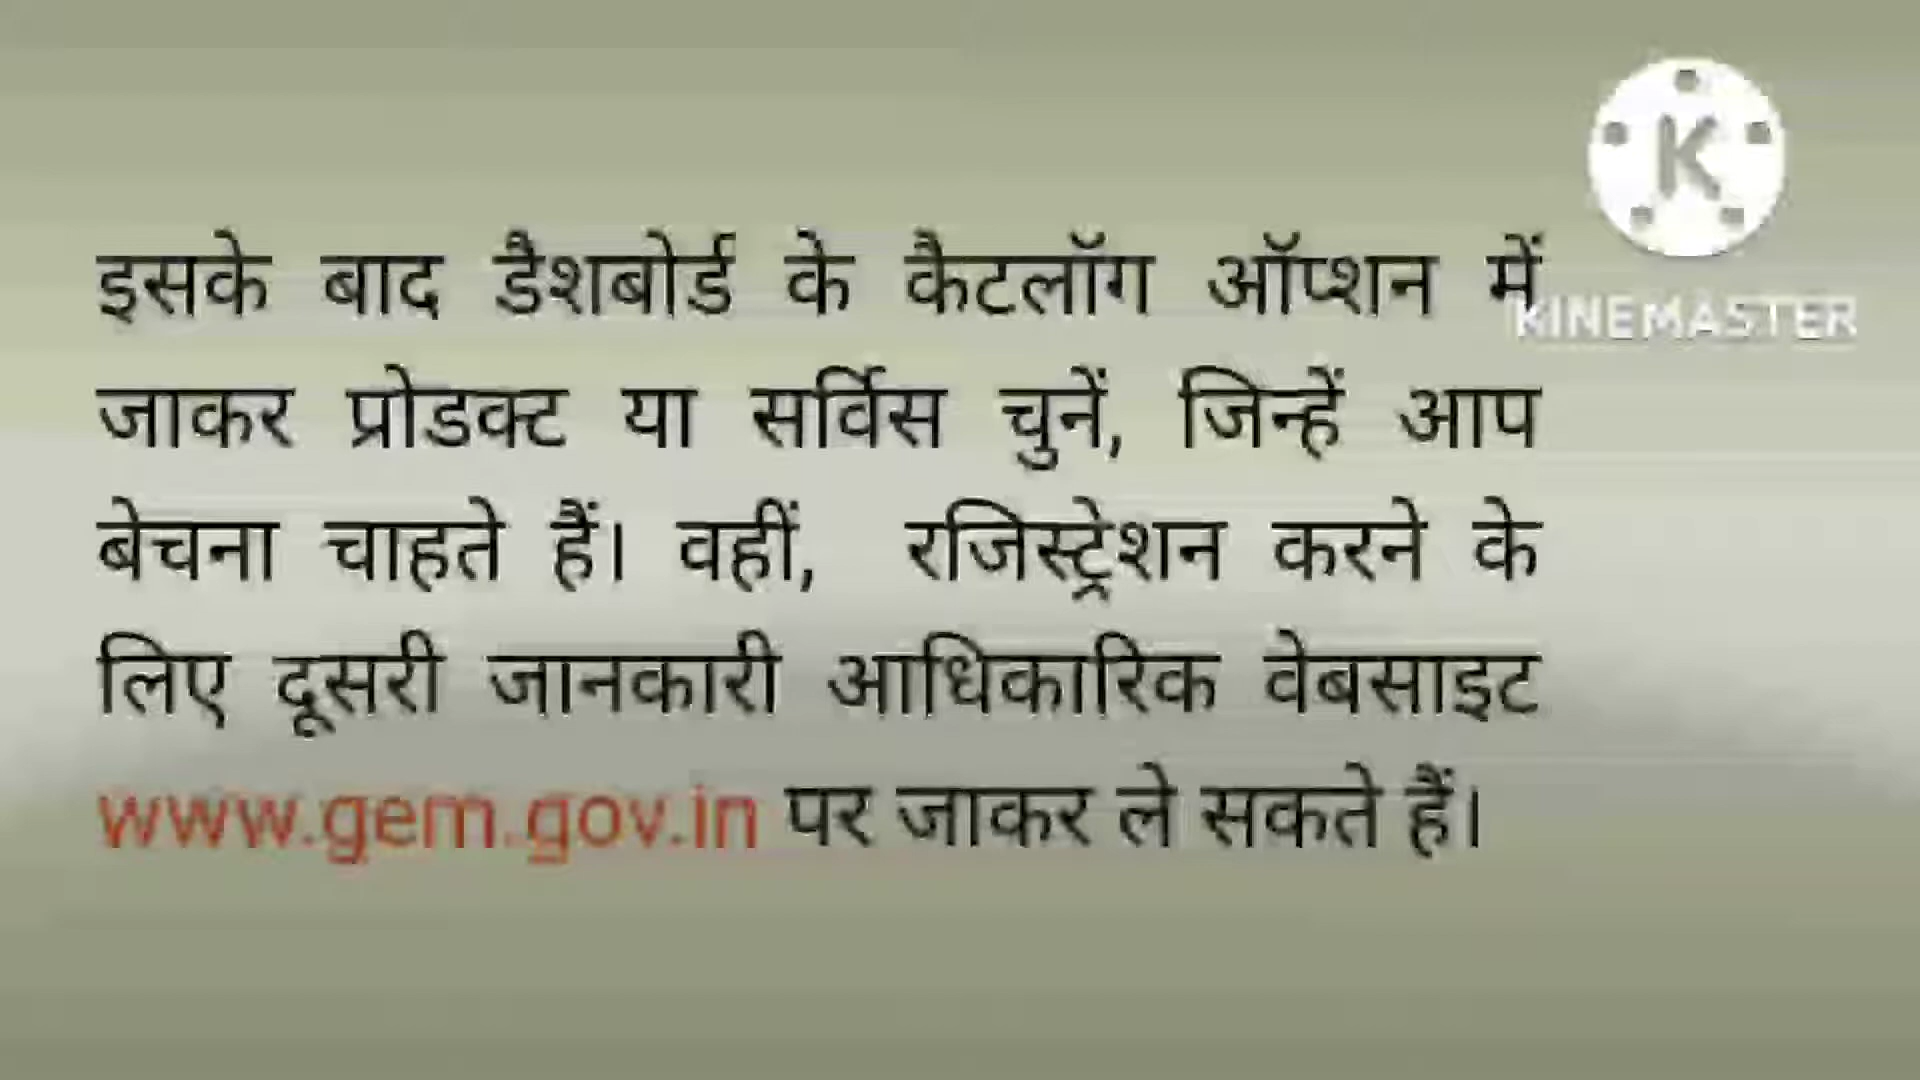 इसके बाद डैशबोर्ड के कैटलॉग ऑप्शन में
जाकर प्रोडक्ट या सर्विस चुनें, जिन्हें आप
बेचना चाहते हैं। वहीं, रजिस्ट्रेशन करने के
लिए दूसरी जानकारी आधिकारिक वेबसाइट
www.gem.gov.in पर जाकर ले सकते हैं।
K
KINEMASTER